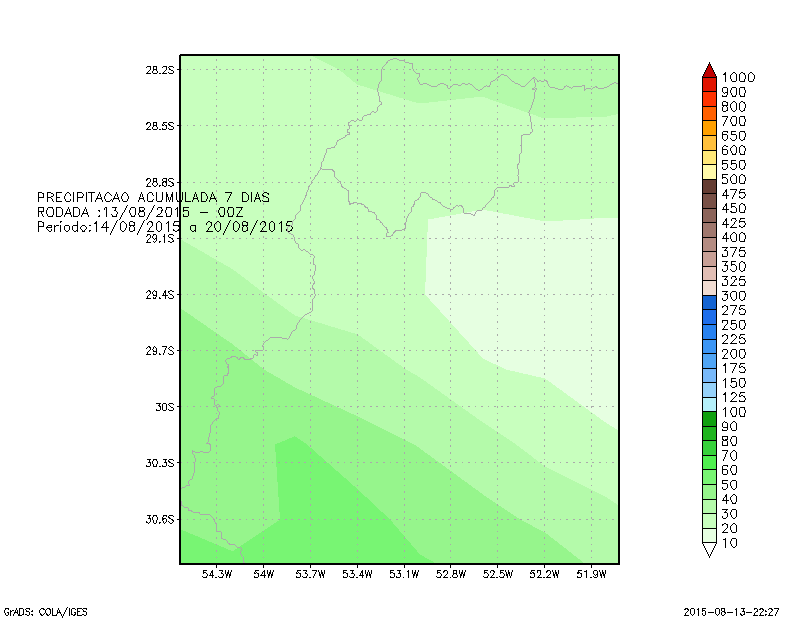 28.2S
28.5S
28.8S
PRECIPITACAO ACUMULADA 7 DIAS
RODADA :13/08/2015 - 00Z
Período:14/08/2015 a 20/08/2015
29.1S
29.4S
29.7S
30S
30.3S
30.6S
54.3W 54W 53.7W 53.4W 53.1W 52.8W 52.5W 52.2W 51.9W
1000
900
800
700
650
600
550
500
475
450
425
400
375
350
325
300
275
250
225
200
175
150
125
100
90
80
70
60
50
40
30
20
10
GrADS: COLA/IGES
2015-08-13-22:27